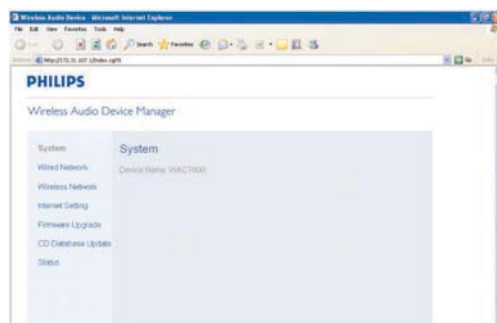 Wireless Audio Device - Microsoft Internet Explorer
File Edit View Favorites Tools Help
Search Favorites
PHILIPS
Wireless Audio Device Manager
System
Wired Network
Wireless Network
Internet Setting
Firmware Upgrade
CD Database Update
Status
System
Device Name: WAC7000